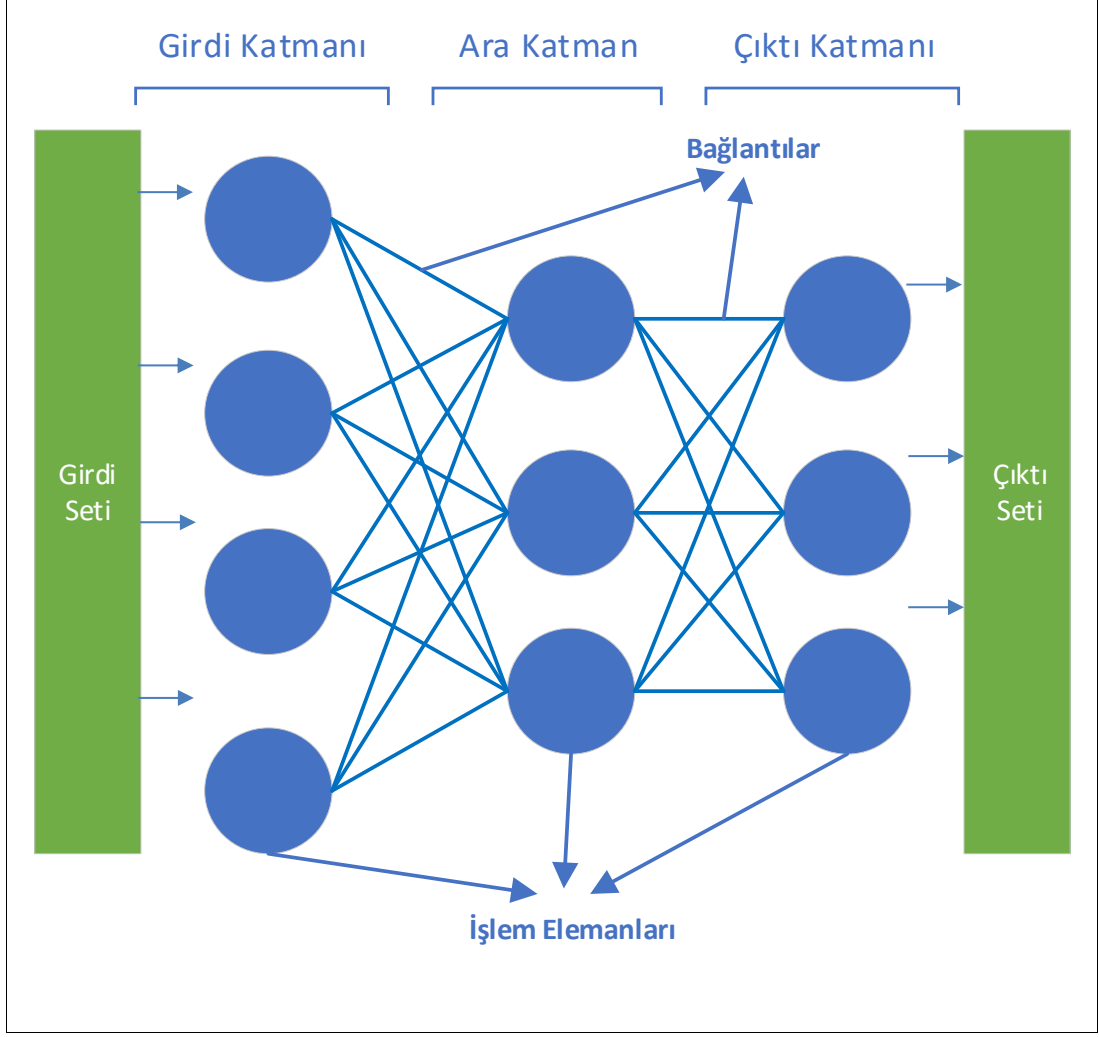 Girdi Katmanı
Ara Katman
Çıktı Katmanı
Bağlantılar
Girdi
Seti
Çıktı
Seti
İşlem Elemanları